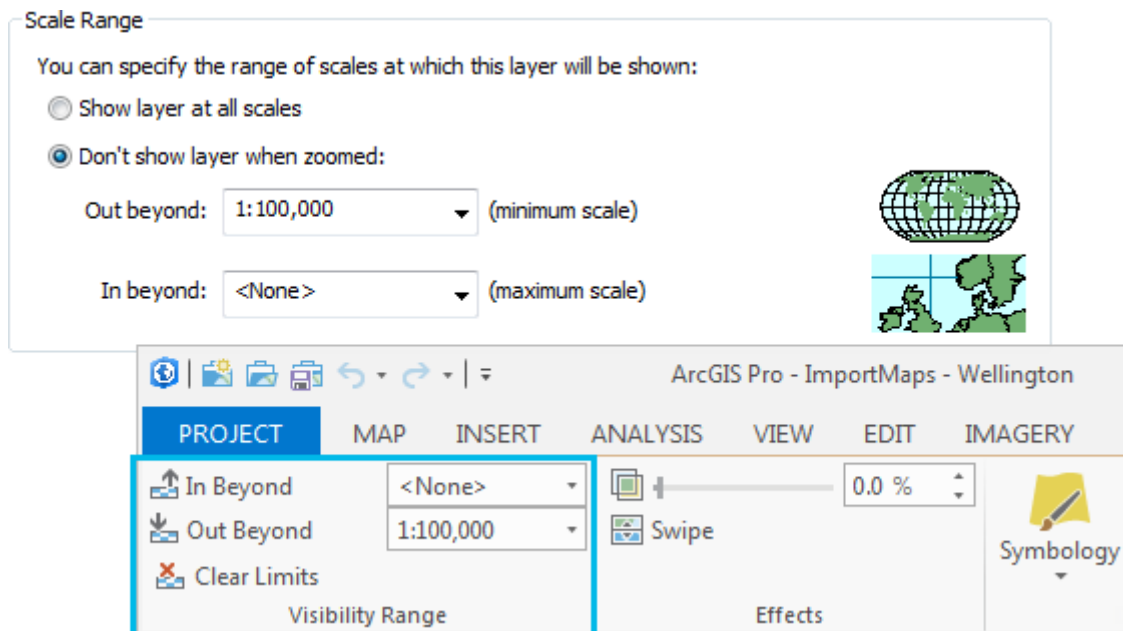 Scale Range
You can specify the range of scales at which this layer will be shown:
Show layer at all scales
Don't show layer when zoomed:
Out beyond: 1:100,000 (minimum scale)
In beyond: <None> (maximum scale)
ArcGIS Pro - ImportMaps - Wellington
PROJECT MAP INSERT ANALYSIS VIEW EDIT IMAGERY
In Beyond <None> 0.0 %
Out Beyond 1:100,000 Swipe
Symbology
Clear Limits
Visibility Range Effects